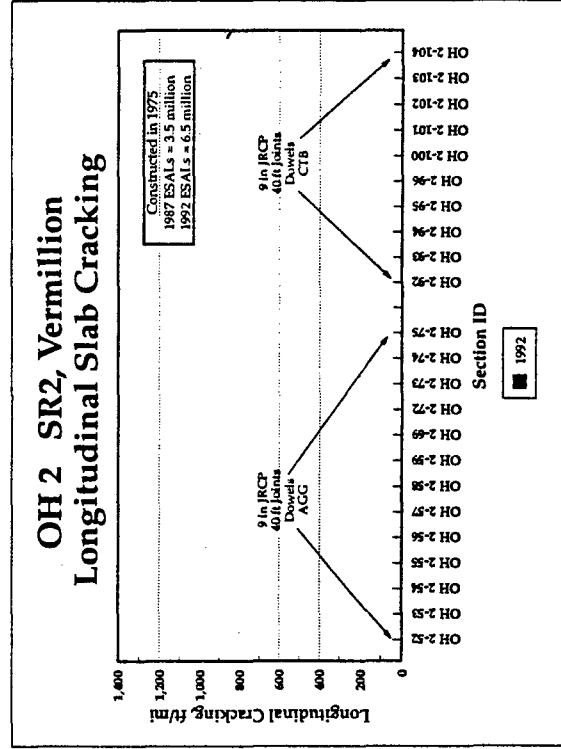 OH 2 SR2, Vermillion
Longitudinal Slab Cracking
Longitudinal Cracking, ft/mi
1,400
1,200
1,000
800
600
400
200
0
Constructed in 1975
1987 ESALs = 3.5 million
1992 ESALs = 6.5 million
9 in JRCP
40 ft Joints
Dowels
AGG
9 in JRCP
40 ft Joints
Dowels
CTB
OH 2-52
OH 2-53
OH 2-54
OH 2-55
OH 2-56
OH 2-57
OH 2-58
OH 2-59
OH 2-69
OH 2-72
OH 2-73
OH 2-74
OH 2-75
OH 2-92
OH 2-93
OH 2-94
OH 2-95
OH 2-96
OH 2-100
OH 2-101
OH 2-102
OH 2-103
OH 2-104
Section ID
1992